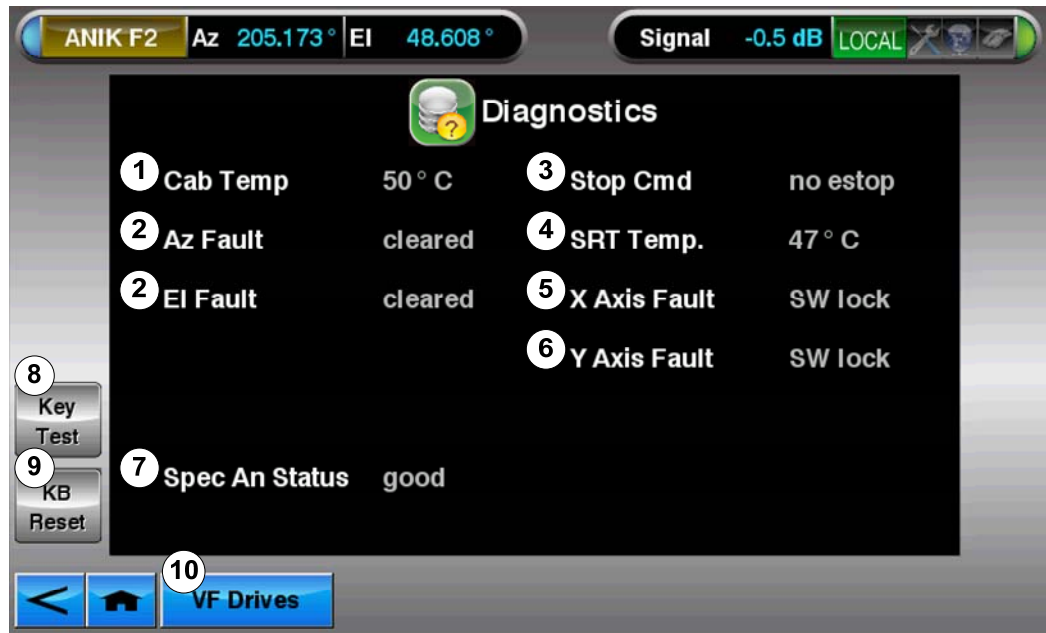 ANIK F2 Az 205.173° El 48.608° Signal -0.5 dB LOCAL
? Diagnostics
1 Cab Temp 50° C 3 Stop Cmd no estop
2 Az Fault cleared 4 SRT Temp. 47° C
2 El Fault cleared 5 X Axis Fault SW lock
6 Y Axis Fault SW lock
8
Key
Test
7 Spec An Status good
9
KB
Reset
10
< VF Drives